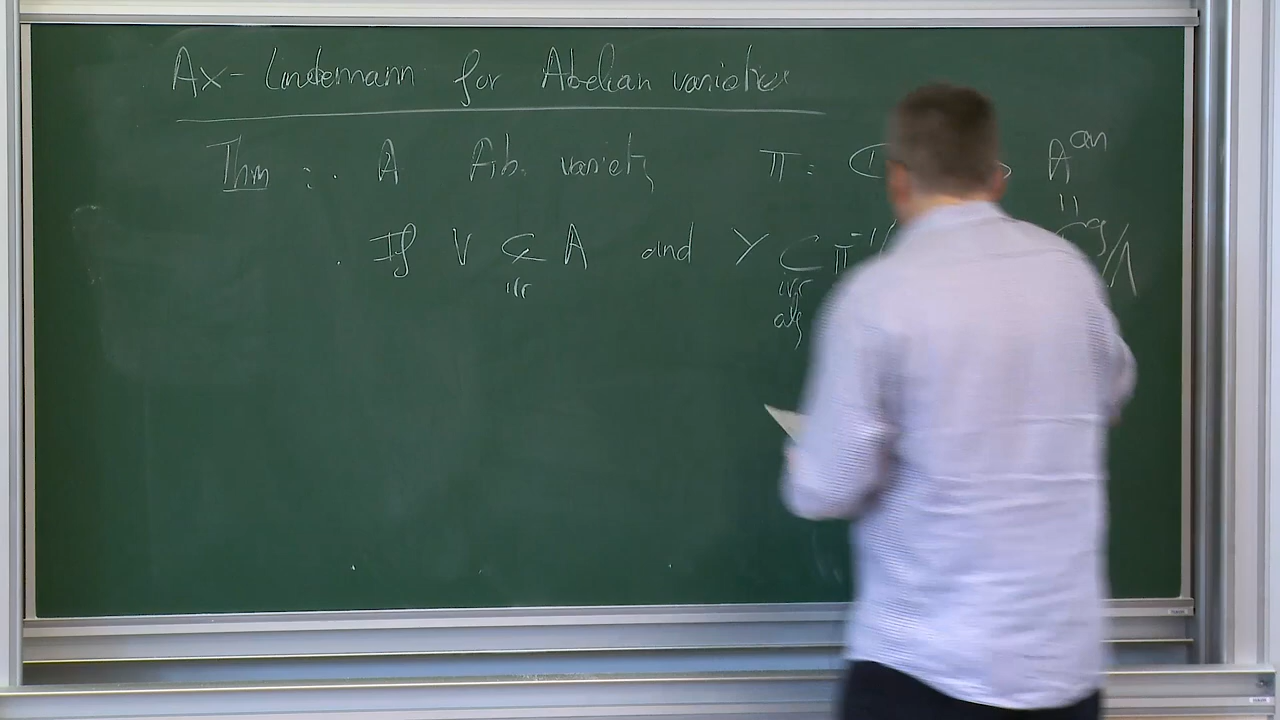 Ax-Lindemann for Abelian varieties
Thm : . A Ab. variety π : A^an
= C^g/Λ
. If V ⊊ A and Y ⊂ π^-1
irr irr
alg